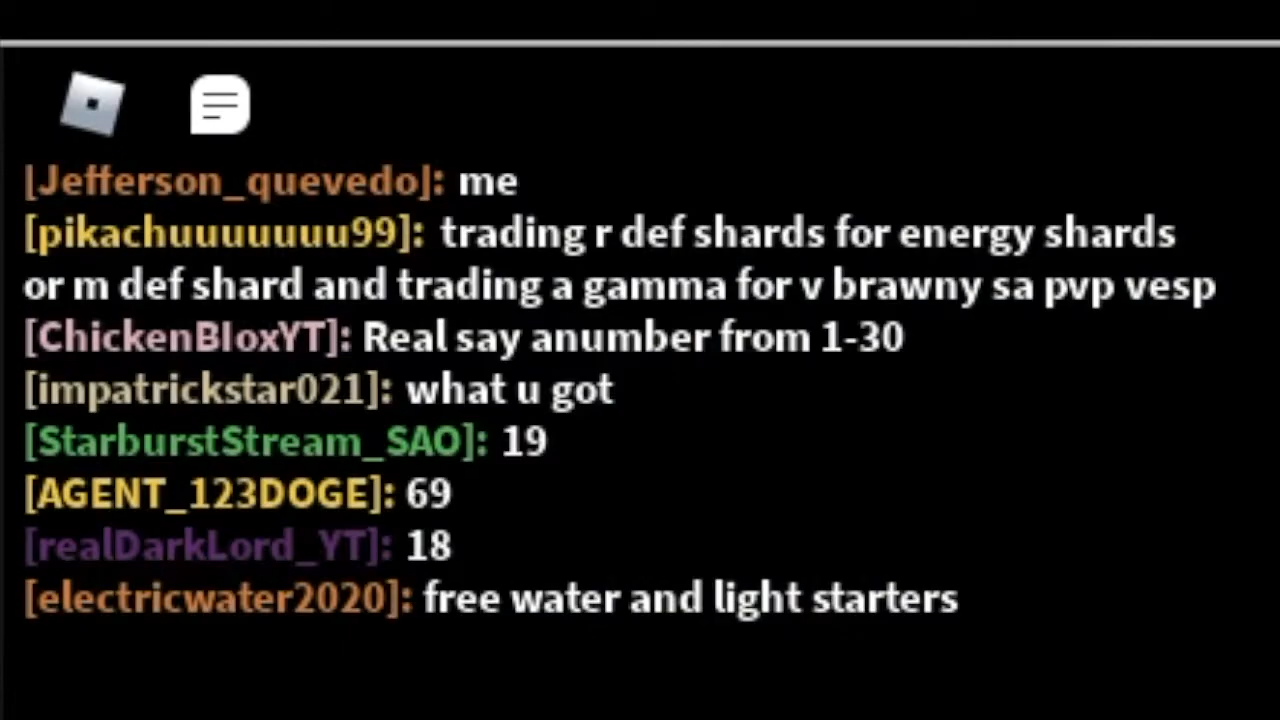 [Jefferson_quevedo]: me
[pikachuuuuuuu99]: trading r def shards for energy shards
or m def shard and trading a gamma for v brawny sa pvp vesp
[ChickenBloxYT]: Real say anumber from 1-30
[impatrickstar021]: what u got
[StarburstStream_SAO]: 19
[AGENT_123DOGE]: 69
[realDarkLord_YT]: 18
[electricwater2020]: free water and light starters